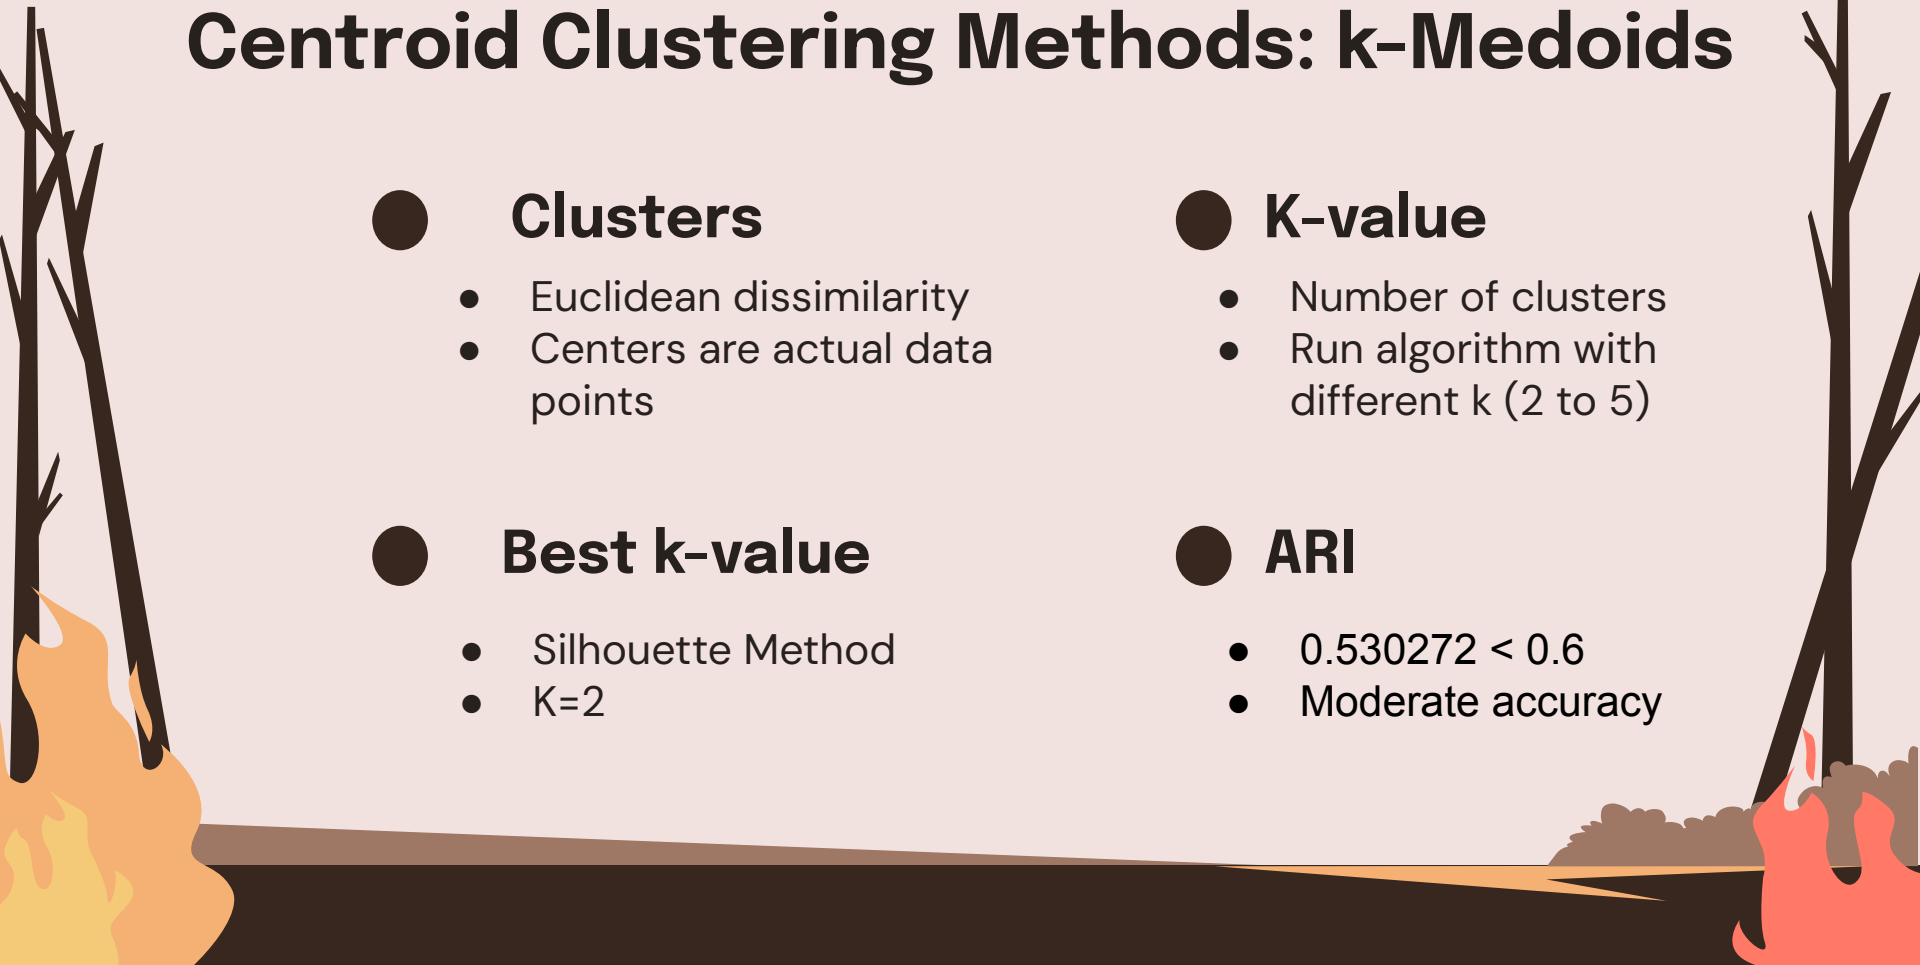 Centroid Clustering Methods: k-Medoids
● Clusters
● Euclidean dissimilarity
● Centers are actual data
points
● K-value
● Number of clusters
● Run algorithm with
different k (2 to 5)
● Best k-value
● Silhouette Method
● K=2
● ARI
● 0.530272 < 0.6
● Moderate accuracy